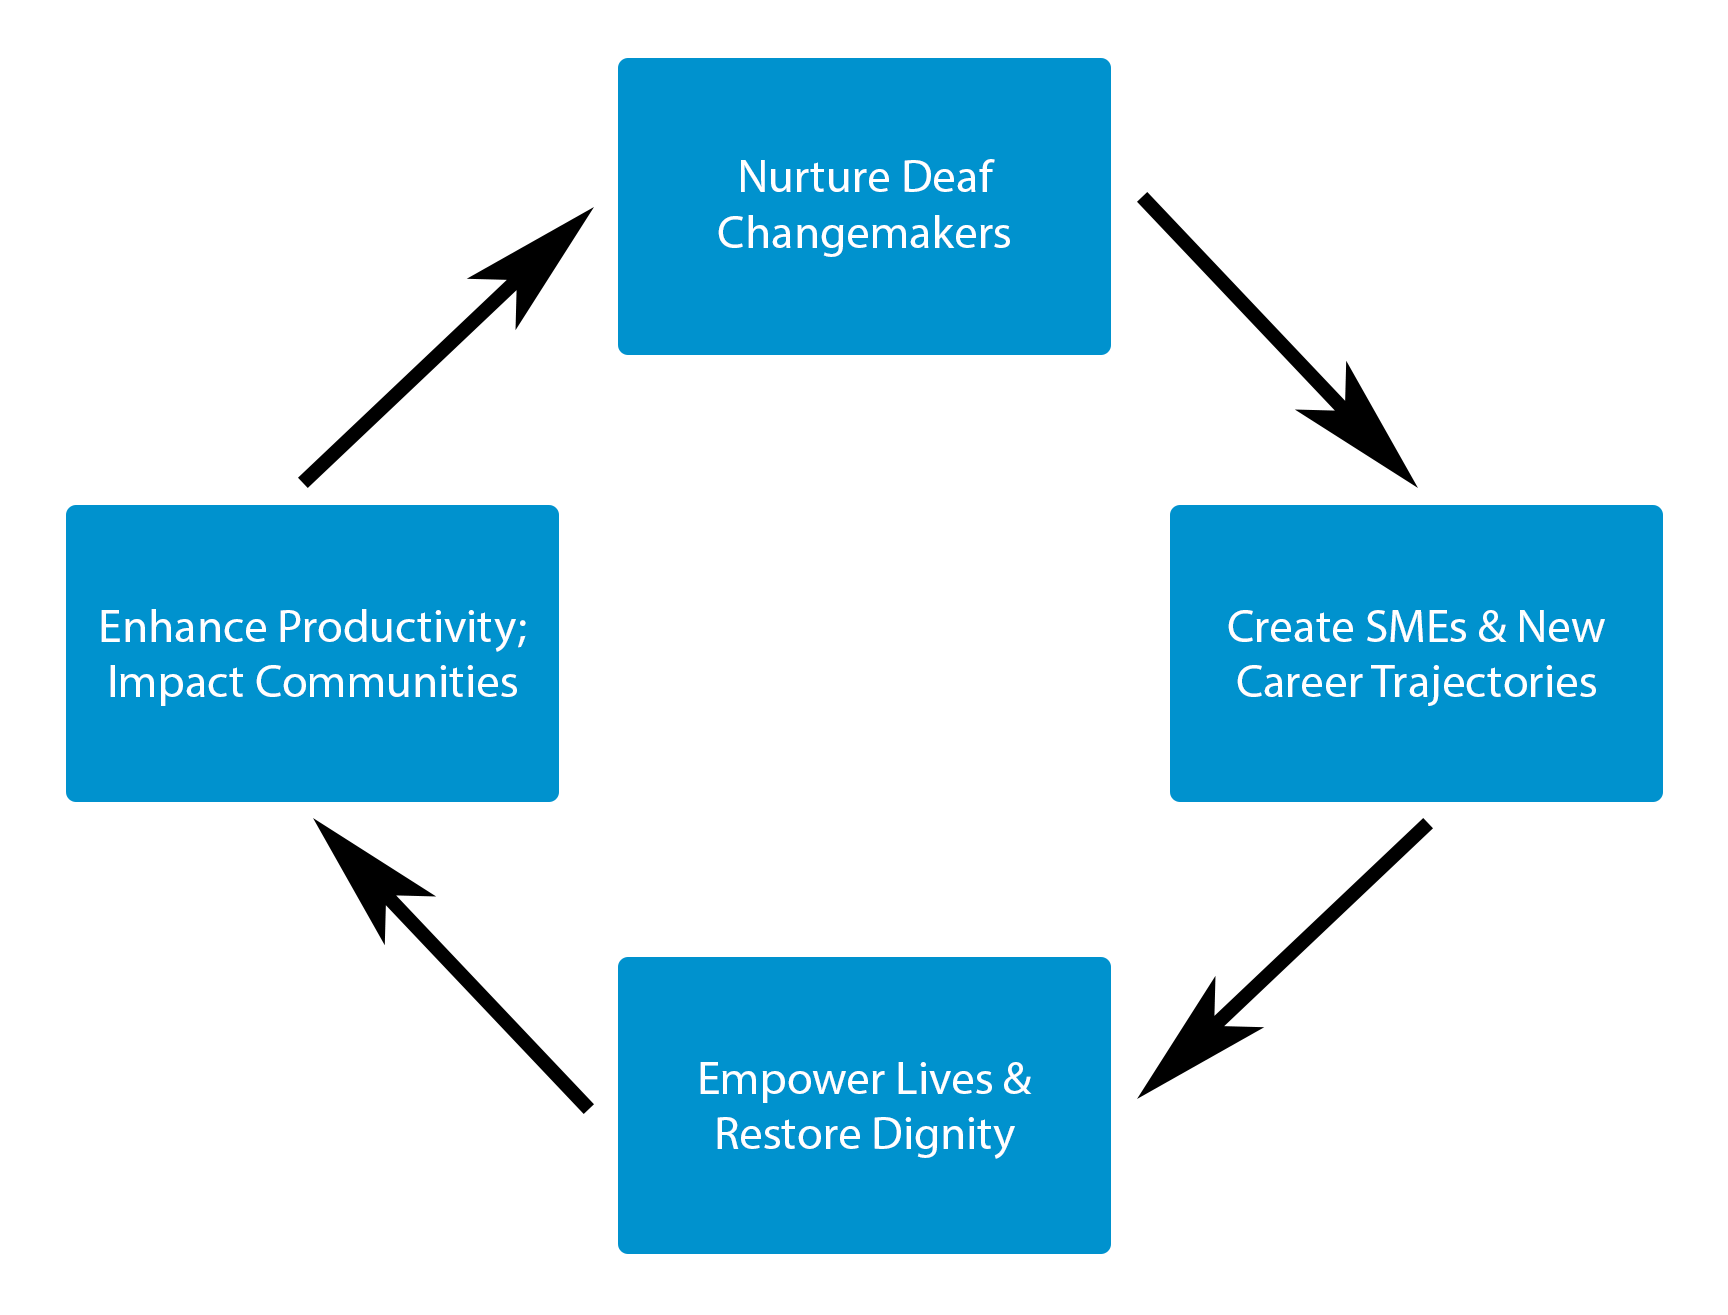 Nurture Deaf
Changemakers
Create SMEs & New
Career Trajectories
Empower Lives &
Restore Dignity
Enhance Productivity;
Impact Communities